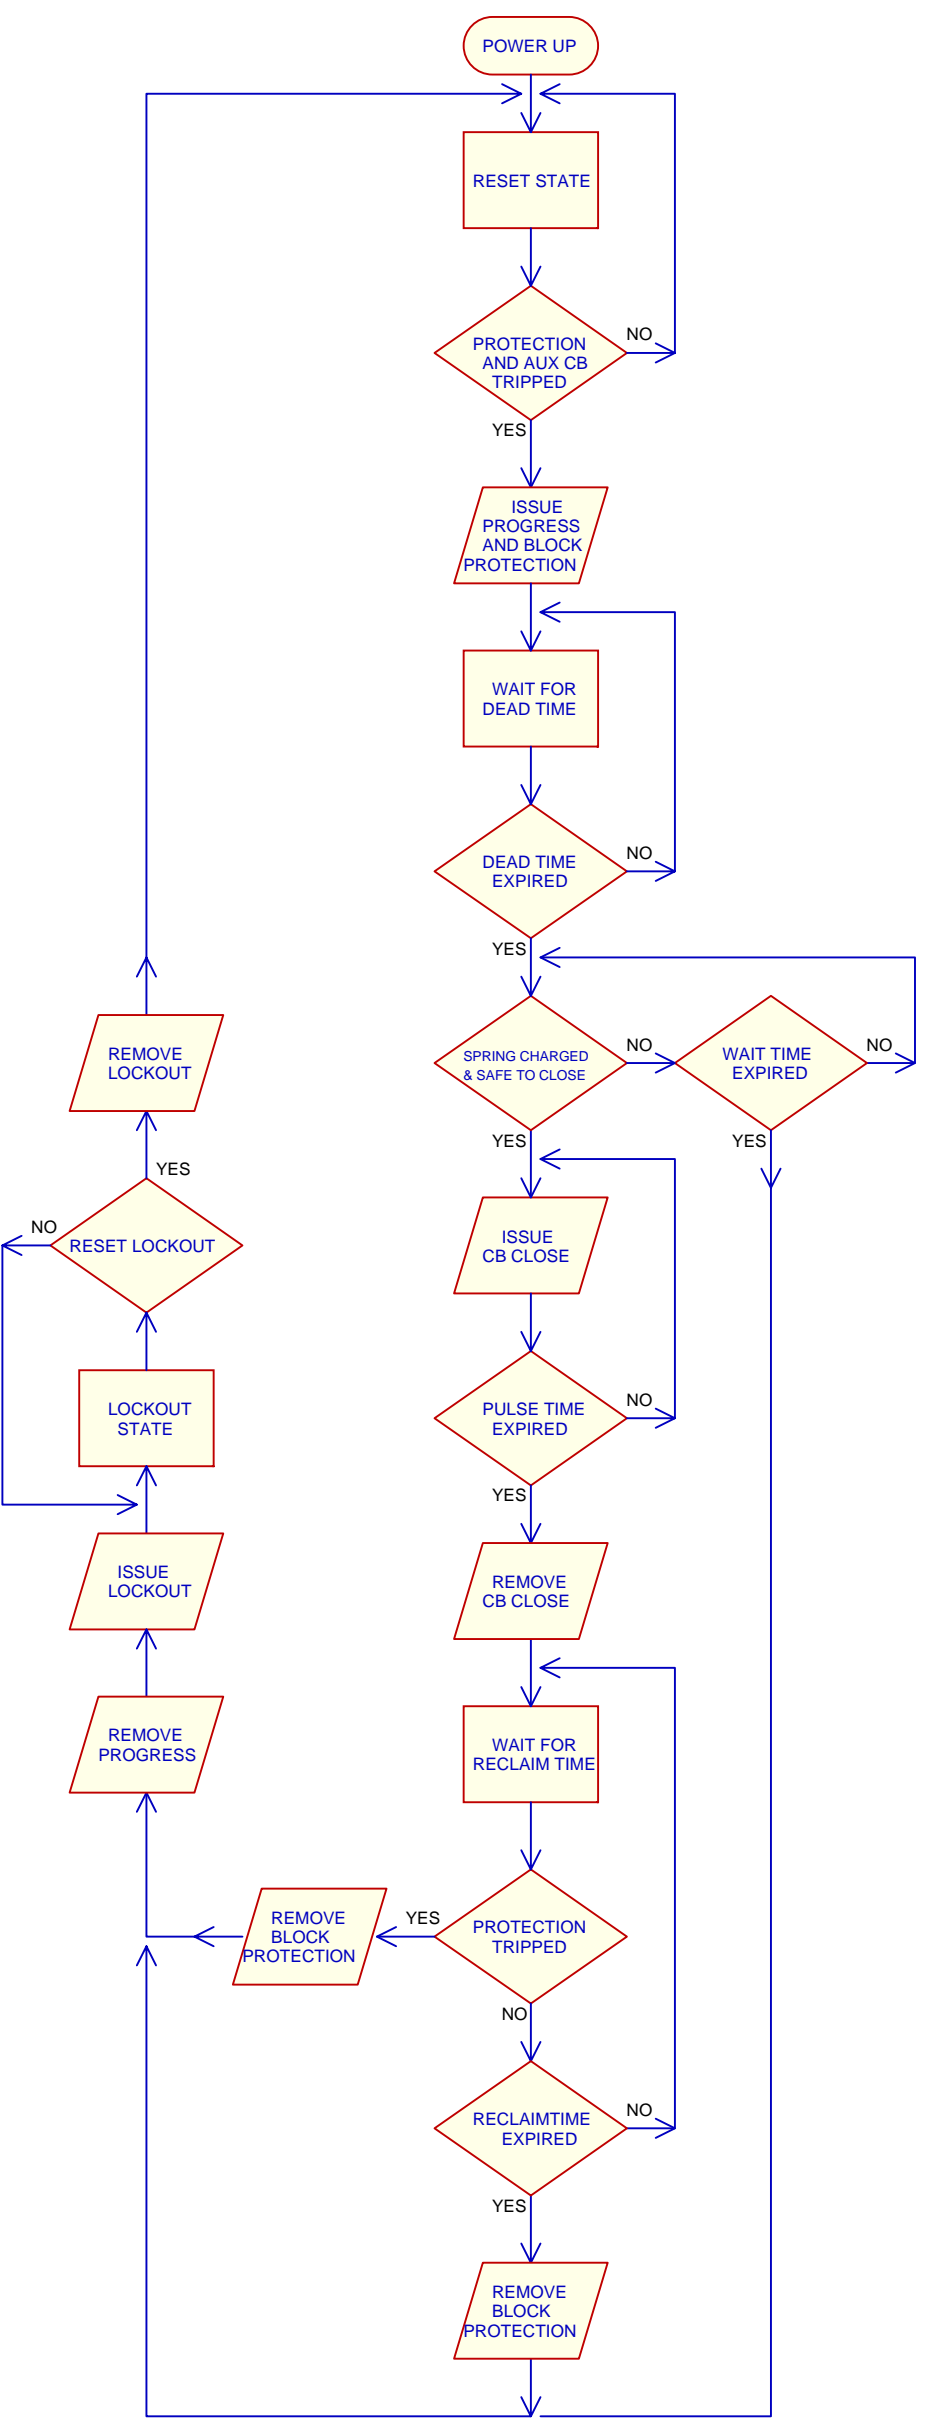 POWER UP
RESET STATE
PROTECTION
AND AUX CB
TRIPPED
NO
YES
ISSUE
PROGRESS
AND BLOCK
PROTECTION
WAIT FOR
DEAD TIME
DEAD TIME
EXPIRED
NO
YES
SPRING CHARGED
& SAFE TO CLOSE
NO
WAIT TIME
EXPIRED
NO
YES
YES
ISSUE
CB CLOSE
PULSE TIME
EXPIRED
NO
YES
REMOVE
CB CLOSE
WAIT FOR
RECLAIM TIME
PROTECTION
TRIPPED
YES
REMOVE
BLOCK
PROTECTION
NO
RECLAIMTIME
EXPIRED
NO
YES
REMOVE
BLOCK
PROTECTION
REMOVE
PROGRESS
ISSUE
LOCKOUT
LOCKOUT
STATE
RESET LOCKOUT
NO
YES
REMOVE
LOCKOUT